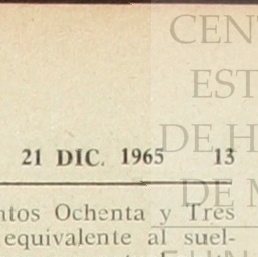 CEN
EST
DE H
21 DIC. 1965 13
DE M
ntos Ochenta y Tres
equivalente al suel-